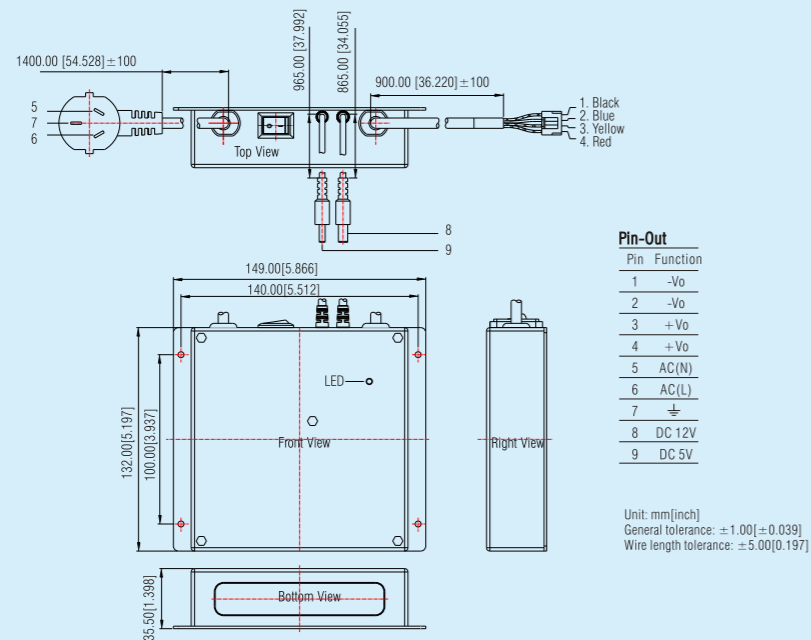 1400.00 [54.528]±100
965.00 [37.992]
865.00 [34.055]
900.00 [36.220]±100
5
7
6
1. Black
2. Blue
3. Yellow
4. Red
Top View
8
9
149.00[5.866]
140.00[5.512]
132.00[5.197]
100.00[3.937]
LED
Front View
Right View
35.50[1.398]
Bottom View
Pin-Out
Pin Function
1 -Vo
2 -Vo
3 +Vo
4 +Vo
5 AC(N)
6 AC(L)
7 ⏚
8 DC 12V
9 DC 5V
Unit: mm[inch]
General tolerance: ±1.00[±0.039]
Wire length tolerance: ±5.00[0.197]